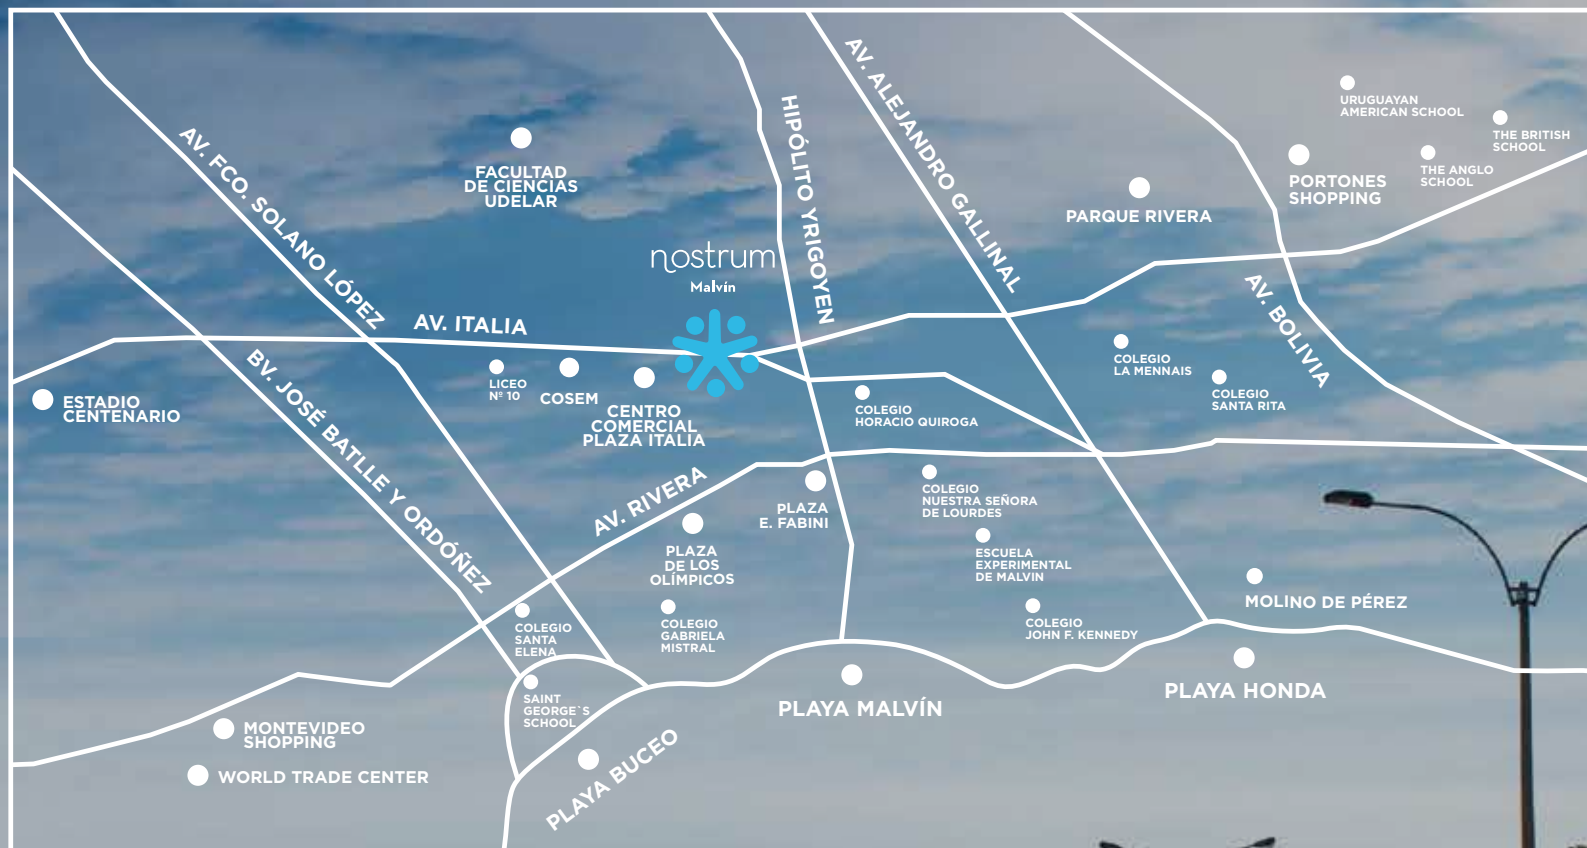 AV. FCO. SOLANO LÓPEZ
FACULTAD
DE CIENCIAS
UDELAR
HIPÓLITO YRIGOYEN
AV. ALEJANDRO GALLINAL
URUGUAYAN
AMERICAN SCHOOL
THE BRITISH
SCHOOL
THE ANGLO
SCHOOL
PORTONES
SHOPPING
PARQUE RIVERA
nostrum
Malvín
AV. ITALIA
AV. BOLIVIA
ESTADIO
CENTENARIO
BV. JOSÉ BATLLE Y ORDÓÑEZ
LICEO
Nº 10
COSEM
CENTRO
COMERCIAL
PLAZA ITALIA
COLEGIO
HORACIO QUIROGA
COLEGIO
LA MENNAIS
COLEGIO
SANTA RITA
AV. RIVERA
PLAZA
E. FABINI
COLEGIO
NUESTRA SEÑORA
DE LOURDES
PLAZA
DE LOS
OLÍMPICOS
ESCUELA
EXPERIMENTAL
DE MALVIN
MOLINO DE PÉREZ
COLEGIO
SANTA
ELENA
COLEGIO
GABRIELA
MISTRAL
COLEGIO
JOHN F. KENNEDY
SAINT
GEORGE`S
SCHOOL
PLAYA MALVÍN
PLAYA HONDA
MONTEVIDEO
SHOPPING
WORLD TRADE CENTER
PLAYA BUCEO